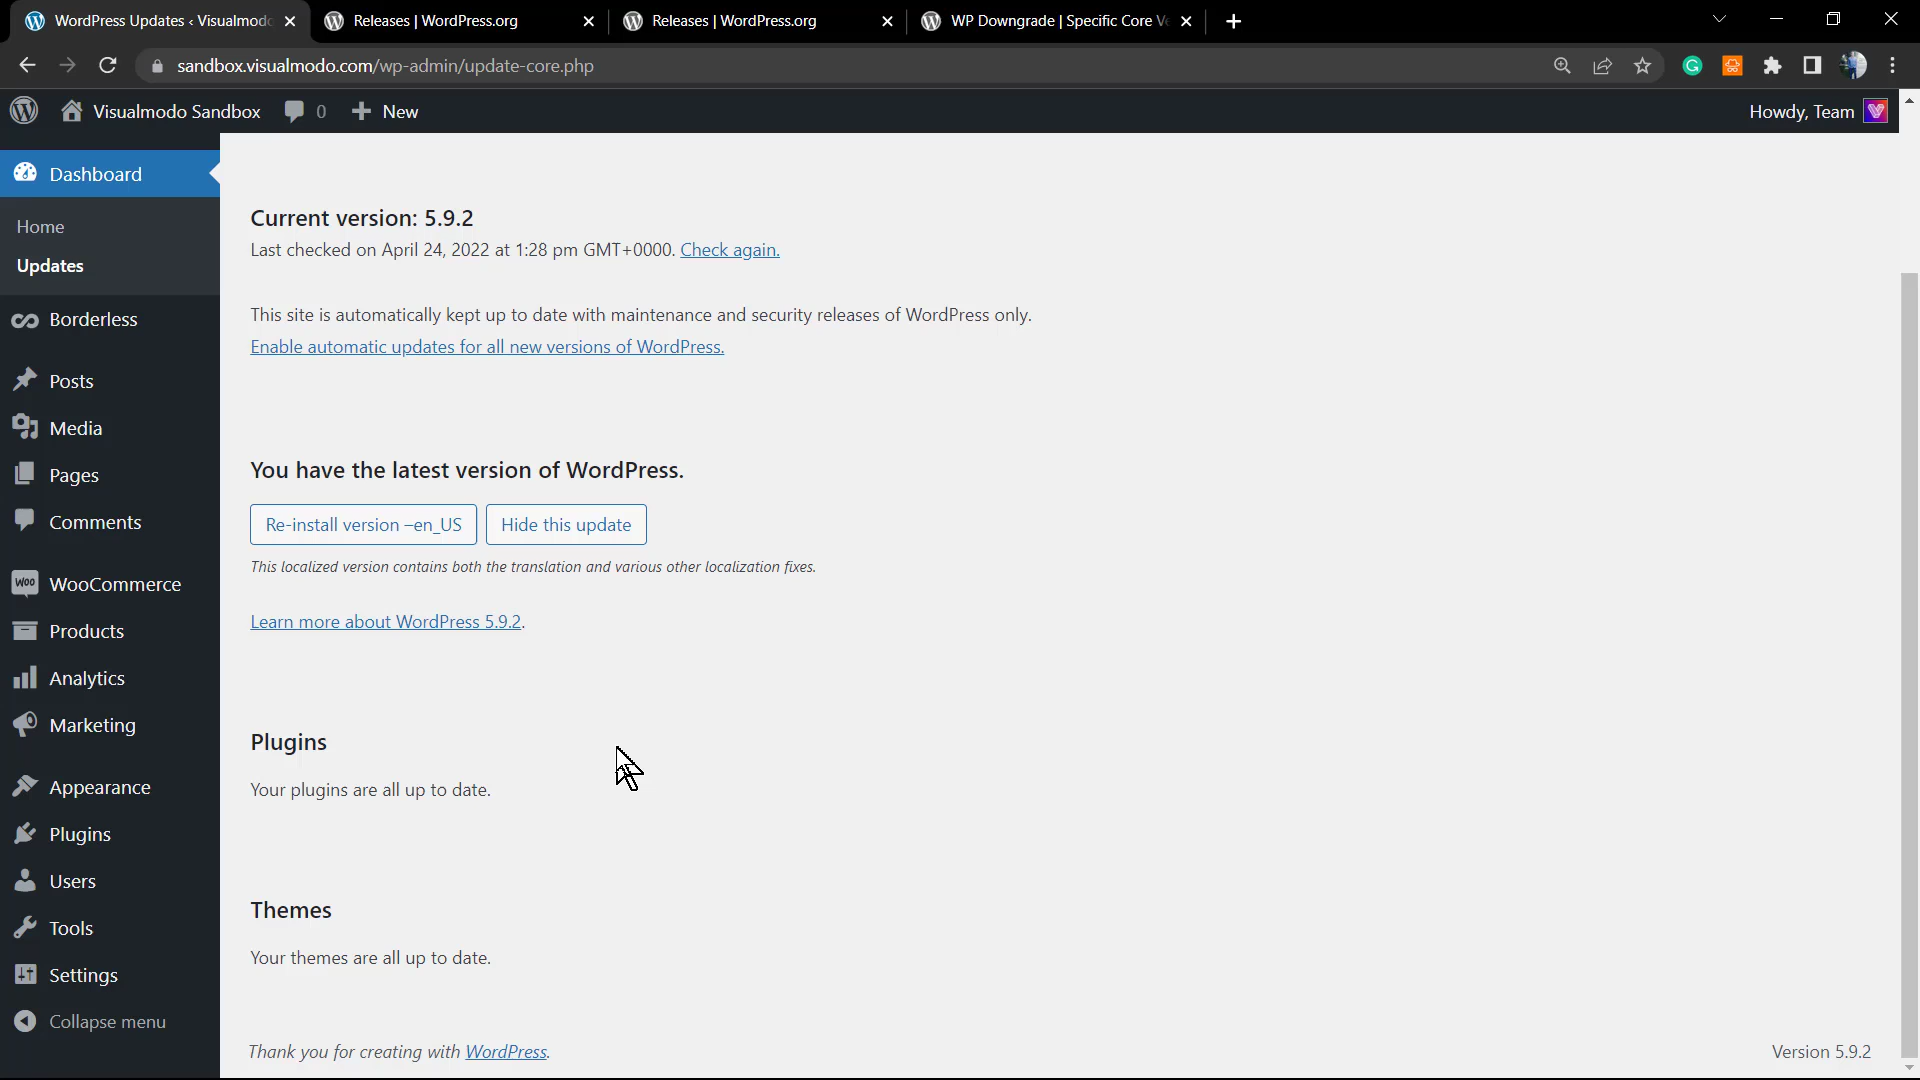 WordPress Updates ‹ Visualmodo
Releases | WordPress.org
Releases | WordPress.org
WP Downgrade | Specific Core Ve
sandbox.visualmodo.com/wp-admin/update-core.php
Visualmodo Sandbox
0
New
Howdy, Team
Dashboard
Home
Updates
Borderless
Posts
Media
Pages
Comments
WOO
WooCommerce
Products
Analytics
Marketing
Appearance
Plugins
Users
Tools
Settings
Collapse menu
Current version: 5.9.2
Last checked on April 24, 2022 at 1:28 pm GMT+0000. Check again.
This site is automatically kept up to date with maintenance and security releases of WordPress only.
Enable automatic updates for all new versions of WordPress.
You have the latest version of WordPress.
Re-install version –en_US
Hide this update
This localized version contains both the translation and various other localization fixes.
Learn more about WordPress 5.9.2.
Plugins
Your plugins are all up to date.
Themes
Your themes are all up to date.
Thank you for creating with WordPress.
Version 5.9.2